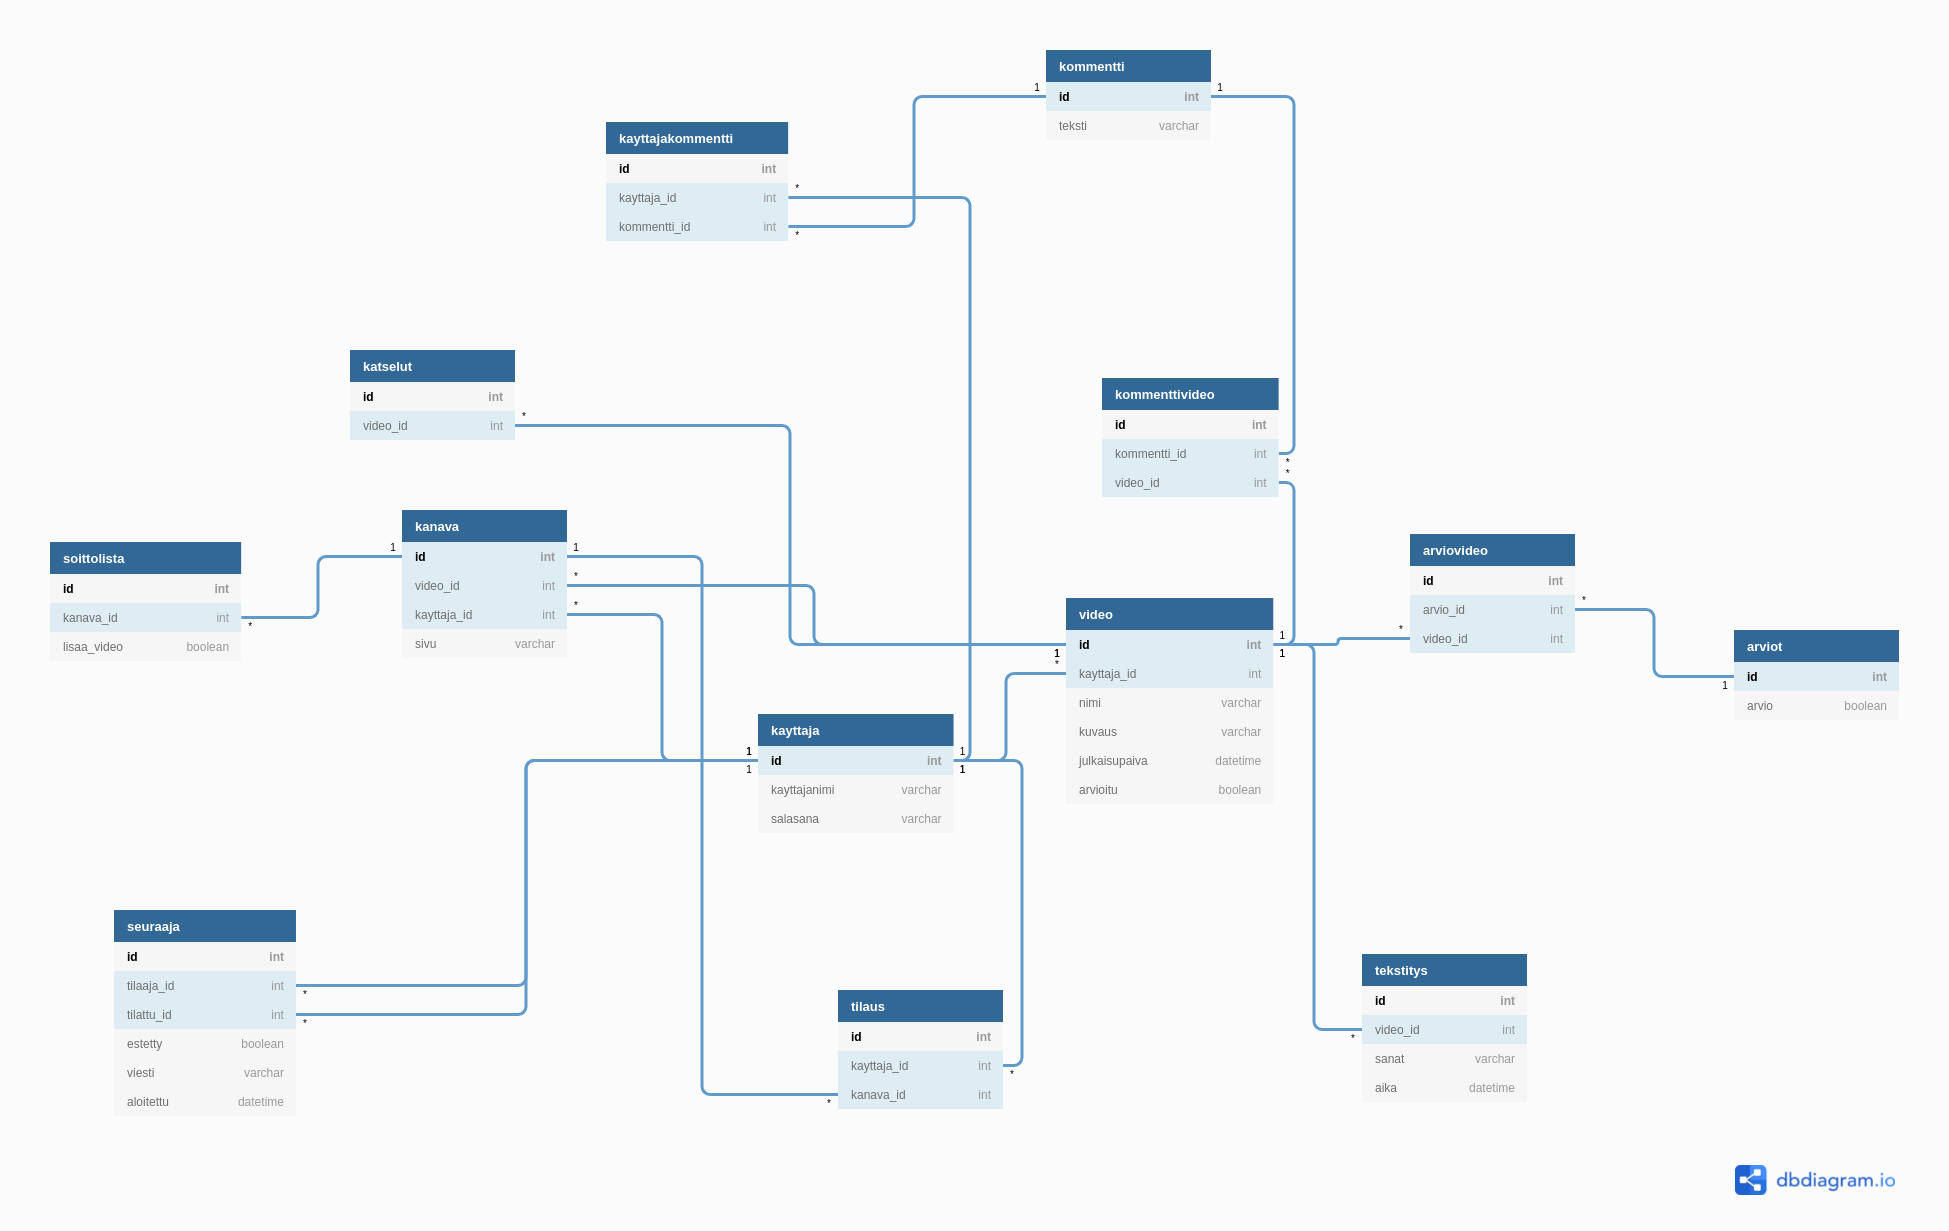 kommentti
1 id int 1
teksti varchar
kayttajakommentti
id int
kayttaja_id int *
kommentti_id int *
katselut
id int
video_id int *
kommenttivideo
id int
kommentti_id int *
video_id int *
kanava
1 id int 1
video_id int *
kayttaja_id int *
sivu varchar
soittolista
id int
kanava_id int *
lisaa_video boolean
arviovideo
id int
arvio_id int *
* video_id int
video
1 id int 1
1
* kayttaja_id int
nimi varchar
kuvaus varchar
julkaisupaiva datetime
arvioitu boolean
arviot
1 id int
arvio boolean
kayttaja
1 id int 1
1 1
kayttajanimi varchar
salasana varchar
seuraaja
id int
tilaaja_id int *
tilattu_id int *
estetty boolean
viesti varchar
aloitettu datetime
tilaus
id int
kayttaja_id int *
* kanava_id int
tekstitys
id int
* video_id int
sanat varchar
aika datetime
dbdiagram.io